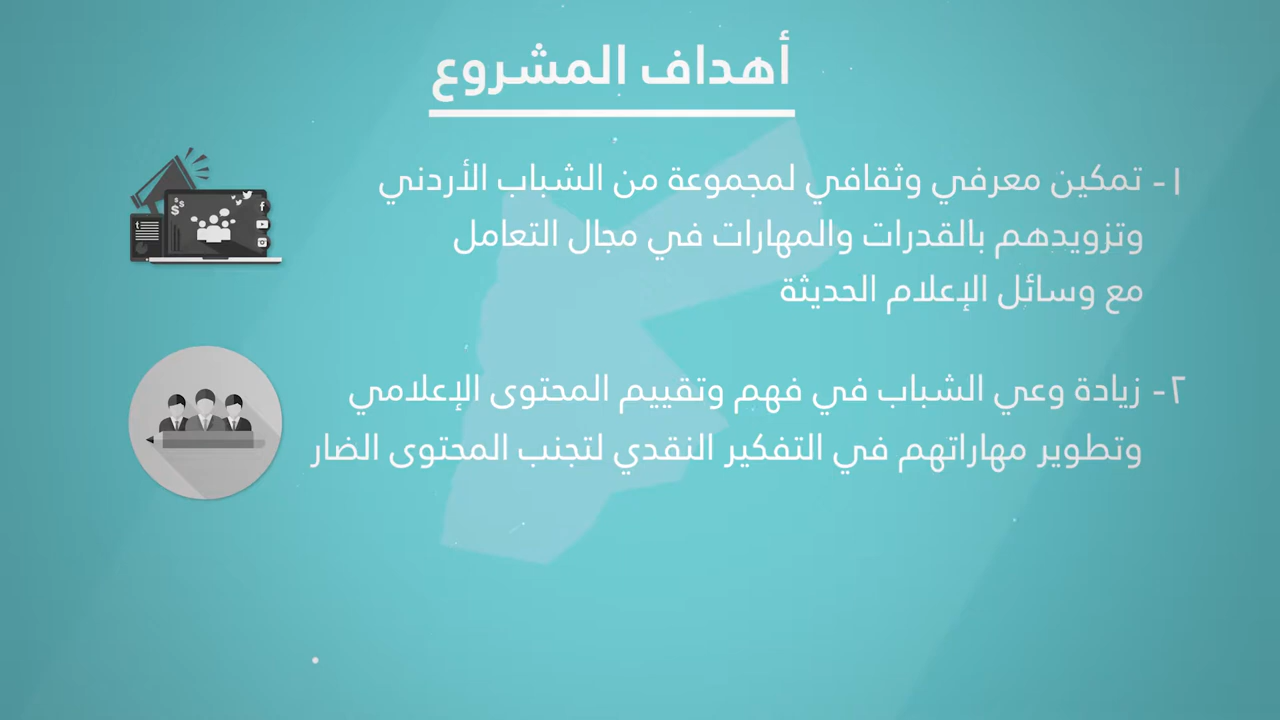 أهداف المشروع
١- تمكين معرفي وثقافي لمجموعة من الشباب الأردني
وتزويدهم بالقدرات والمهارات في مجال التعامل
مع وسائل الإعلام الحديثة
٢- زيادة وعي الشباب في فهم وتقييم المحتوى الإعلامي
وتطوير مهاراتهم في التفكير النقدي لتجنب المحتوى الضار